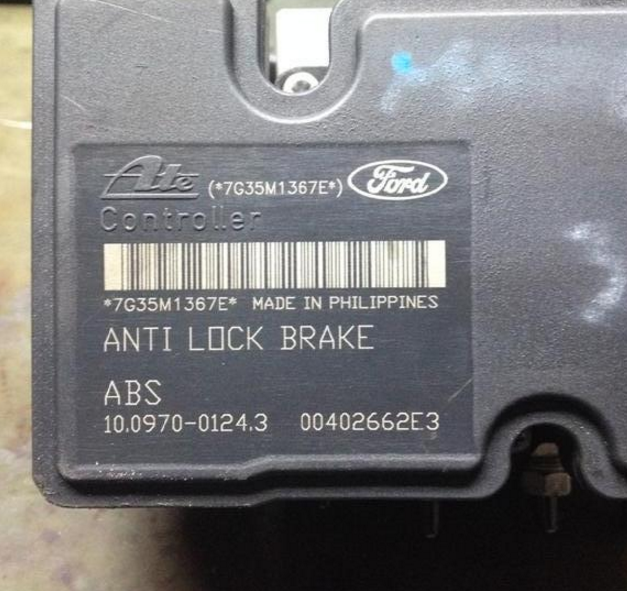 Ate (*7G35M1367E*) Ford
Controller
*7G35M1367E* MADE IN PHILIPPINES
ANTI LOCK BRAKE
ABS
10.0970-0124.3 00402662E3